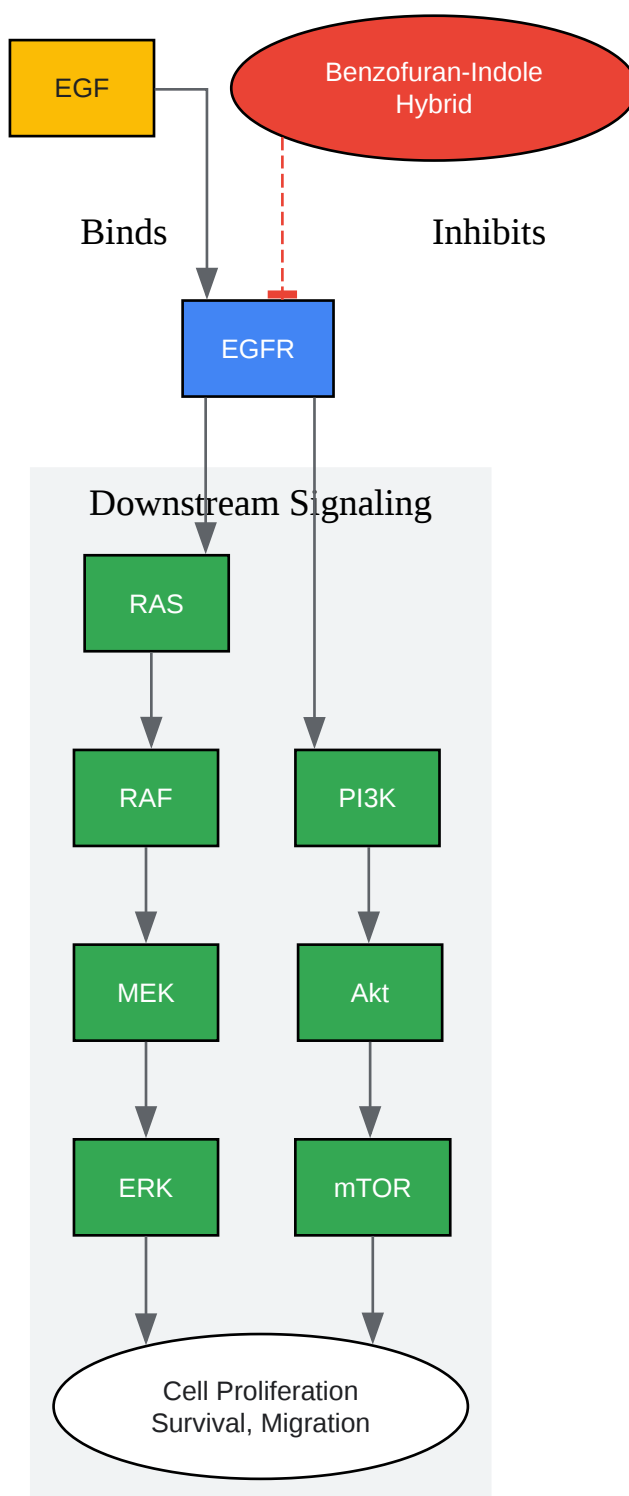 EGF
Benzofuran-Indole
Hybrid
Binds
Inhibits
EGFR
Downstream Signaling
RAS
RAF
PI3K
MEK
Akt
ERK
mTOR
Cell Proliferation
Survival, Migration